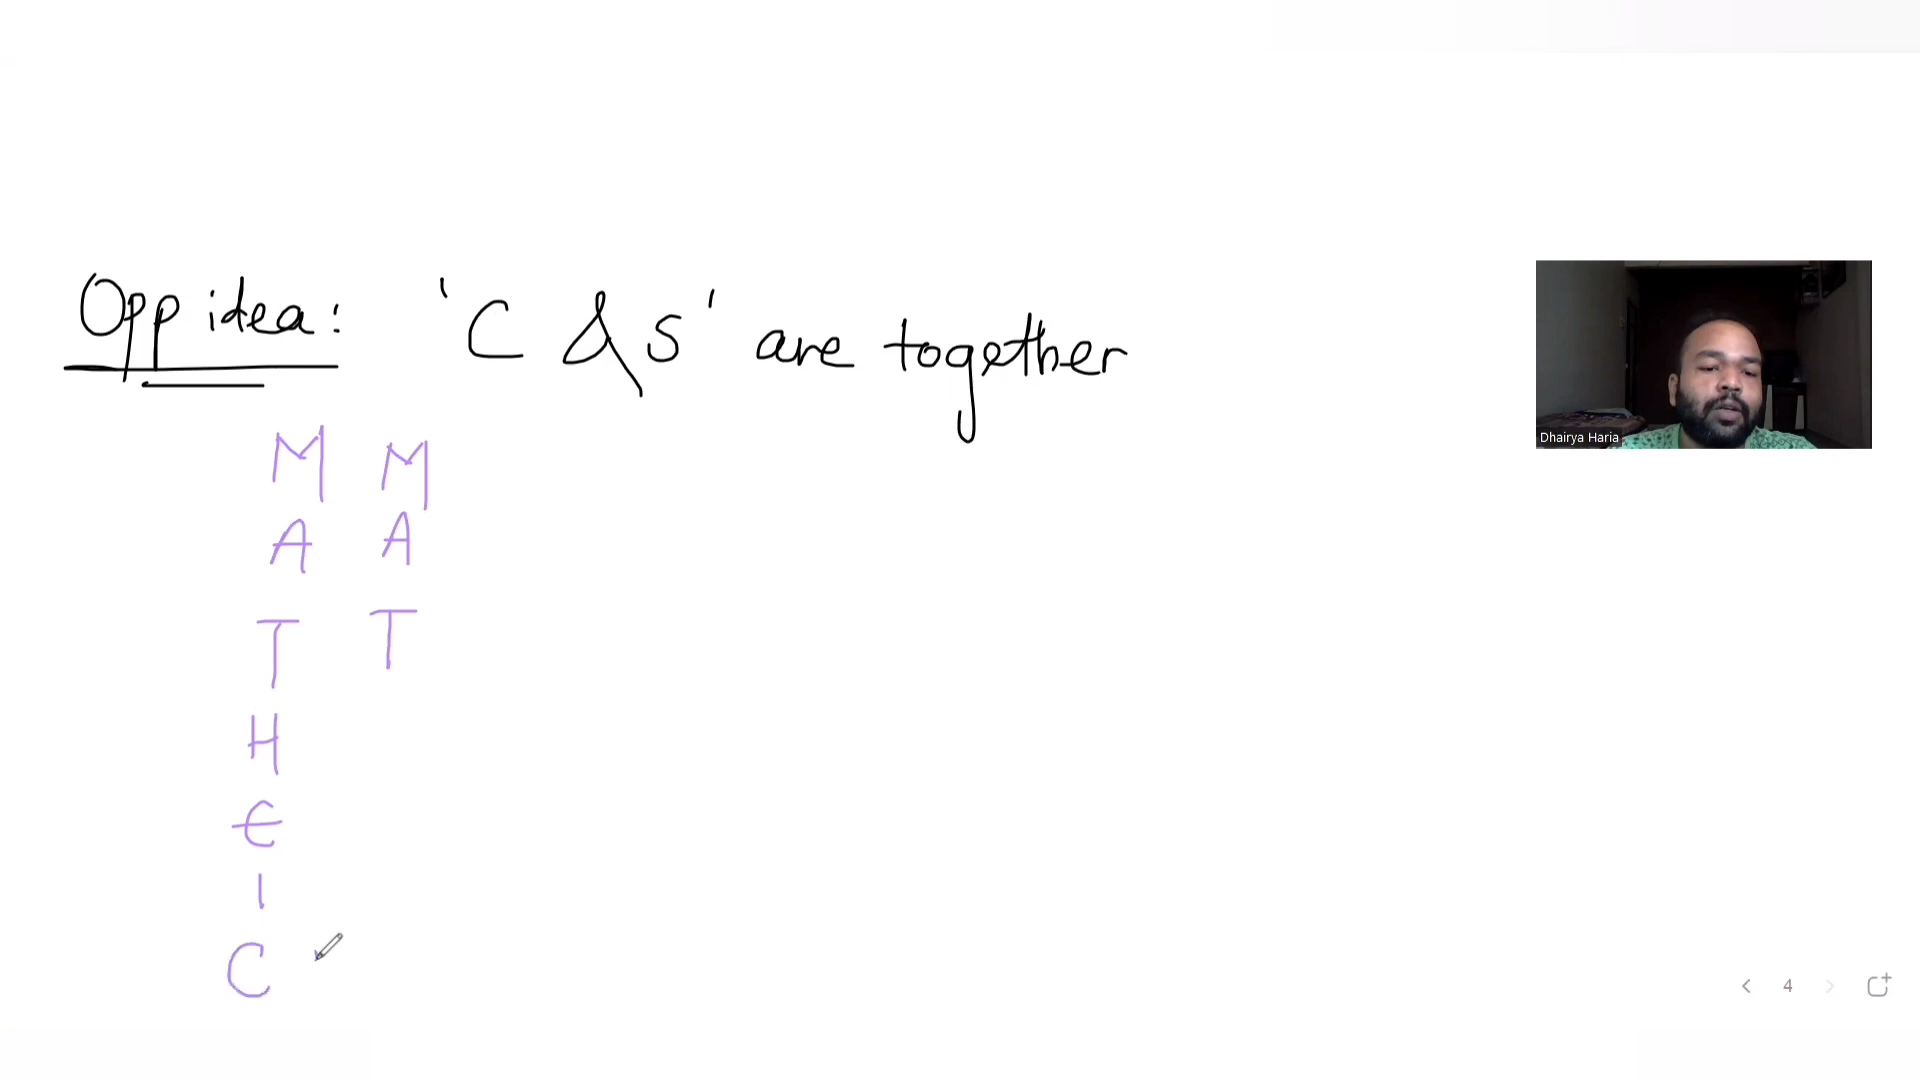 Opp idea: 'C & S' are together
M M
A A
T T
H
E
I
C
Dhairya Haria
4